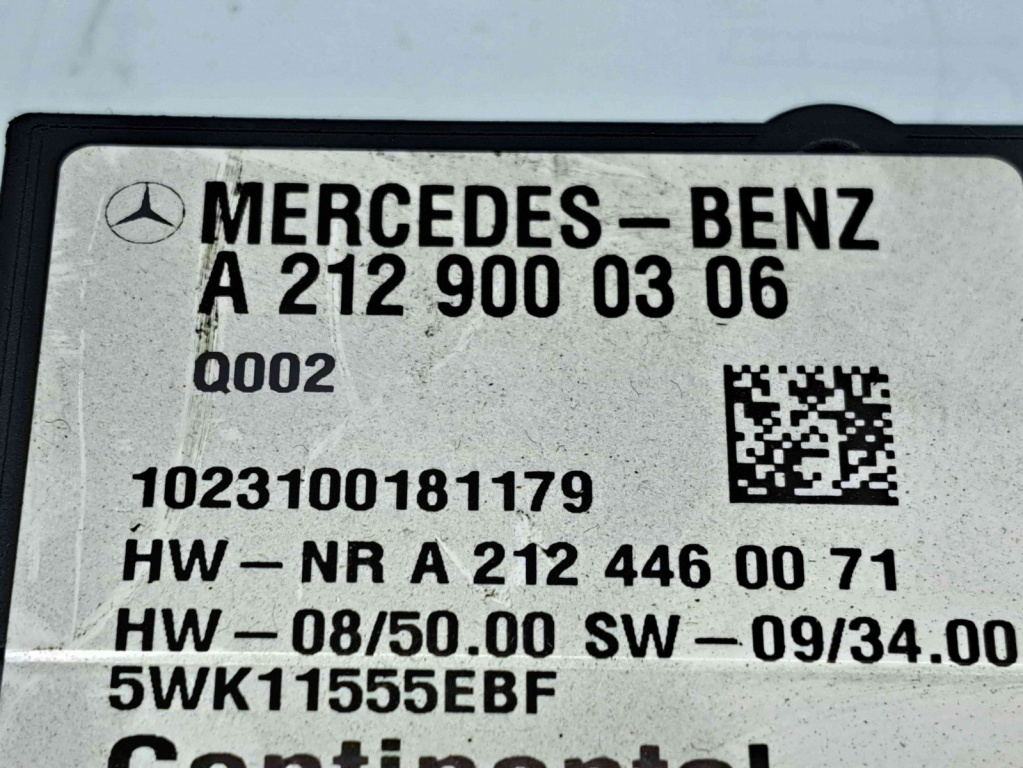 MERCEDES-BENZ
A 212 900 03 06
Q002
1023100181179
HW-NR A 212 446 00 71
HW-08/50.00 SW-09/34.00
5WK11555EBF
Continental